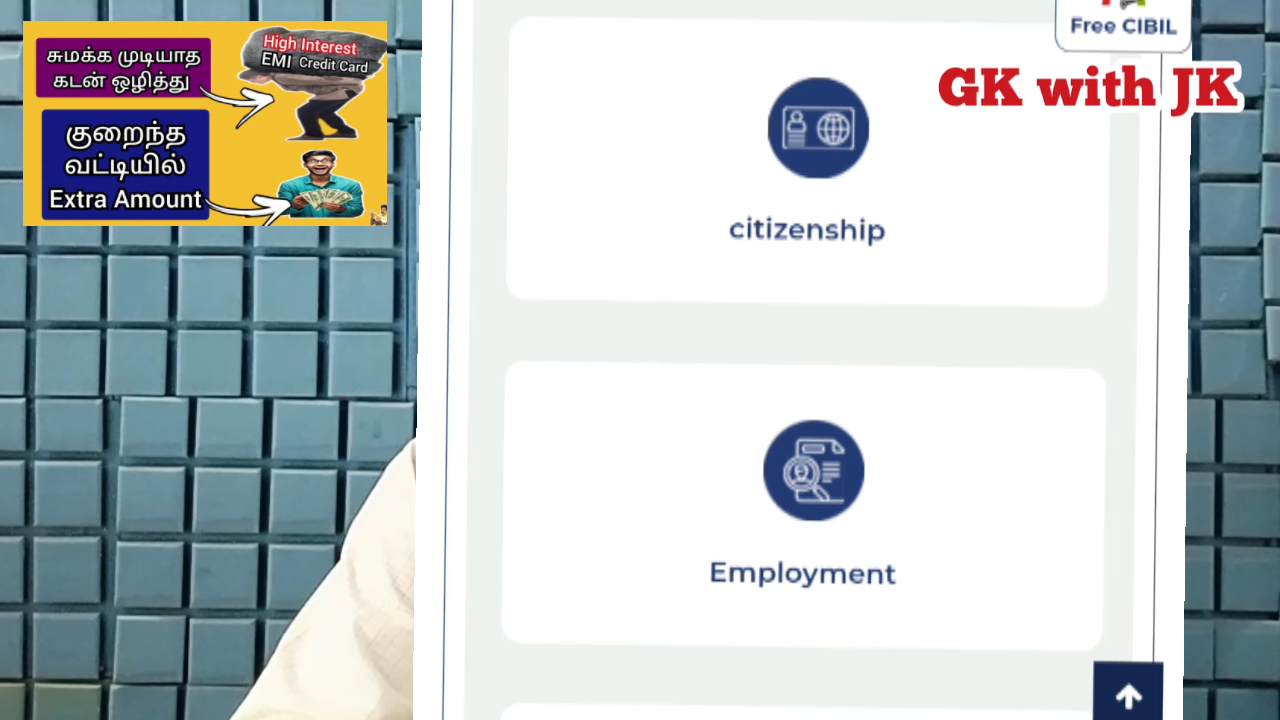 சுமக்க முடியாத
கடன் ஒழித்து
High Interest
EMI Credit Card
குறைந்த
வட்டியில்
Extra Amount
Free CIBIL
GK with JK
citizenship
Employment